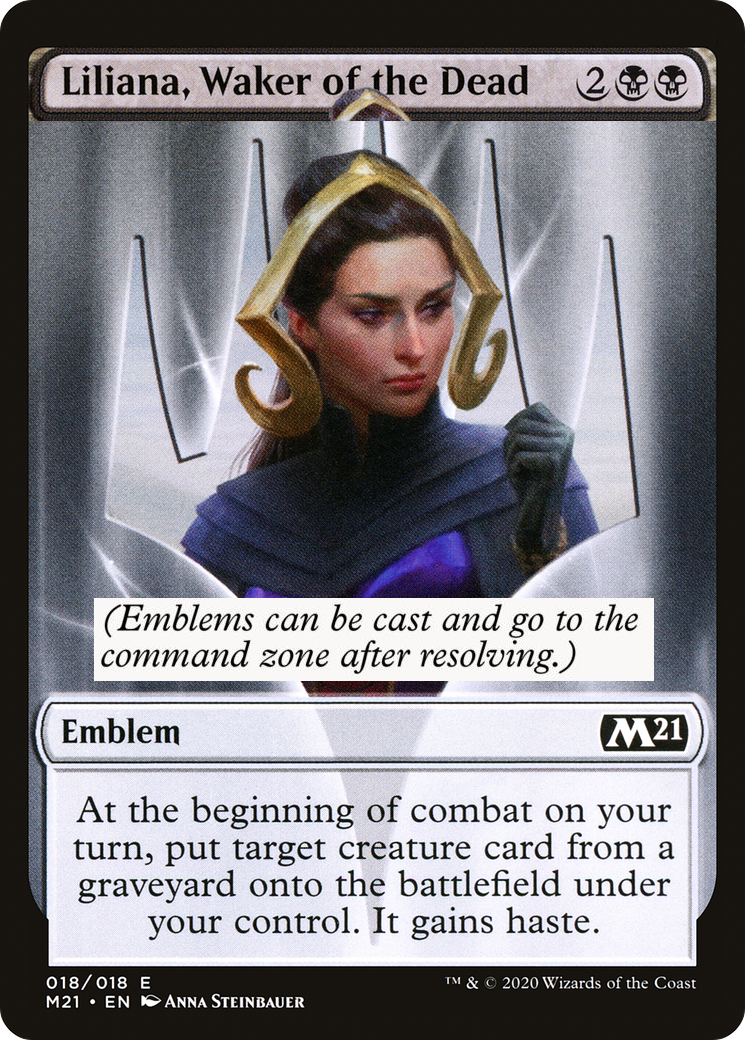 Liliana, Waker of the Dead 2
(Emblems can be cast and go to the
command zone after resolving.)
Emblem M21
At the beginning of combat on your
turn, put target creature card from a
graveyard onto the battlefield under
your control. It gains haste.
018/018 E
M21 • EN Anna Steinbauer
™ & © 2020 Wizards of the Coast